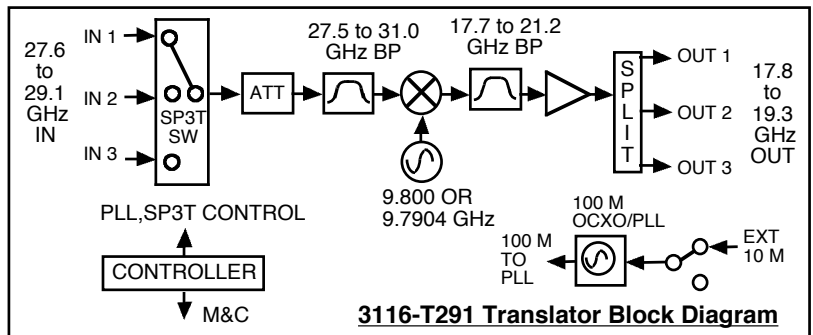 27.6
to
29.1
GHz
IN
IN 1
IN 2
IN 3
SP3T
SW
ATT
27.5 to 31.0
GHz BP
17.7 to 21.2
GHz BP
SPLIT
OUT 1
OUT 2
OUT 3
17.8
to
19.3
GHz
OUT
9.800 OR
9.7904 GHz
PLL,SP3T CONTROL
CONTROLLER
M&C
100 M
OCXO/PLL
100 M
TO
PLL
EXT
10 M
3116-T291 Translator Block Diagram